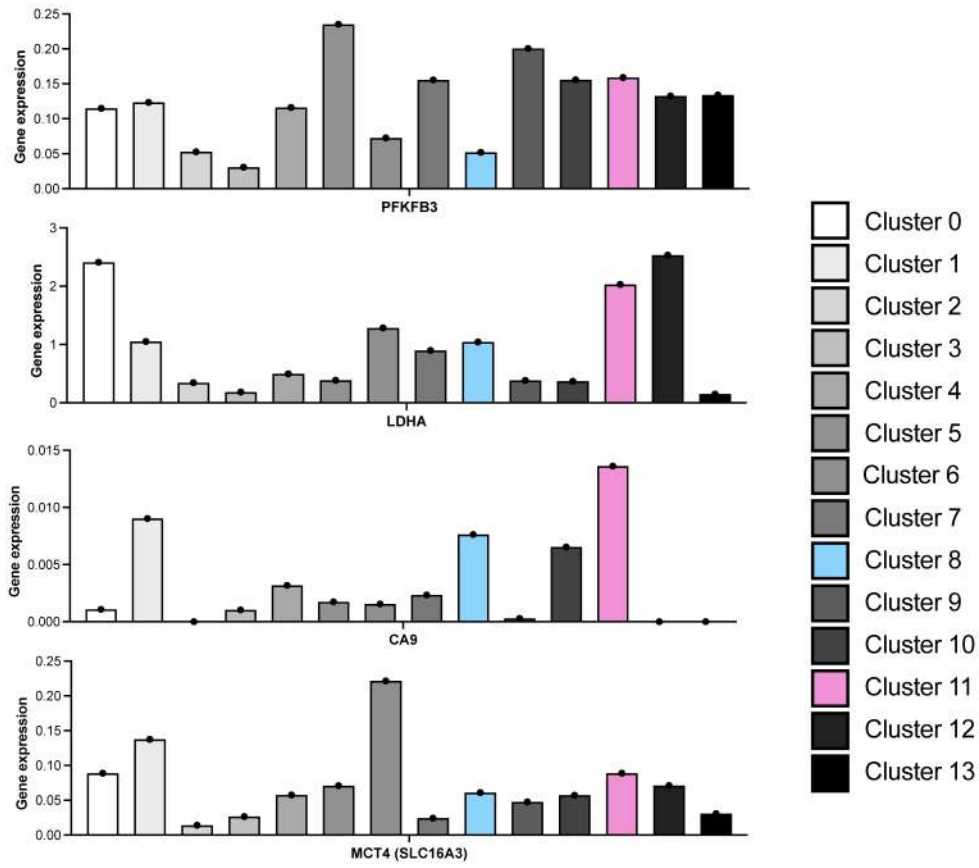 Gene expression
0.25
0.20
0.15
0.10
0.05
0.00
PFKFB3
Gene expression
3
2
1
0
LDHA
Gene expression
0.015
0.010
0.005
0.000
CA9
Gene expression
0.25
0.20
0.15
0.10
0.05
0.00
MCT4 (SLC16A3)
Cluster 0
Cluster 1
Cluster 2
Cluster 3
Cluster 4
Cluster 5
Cluster 6
Cluster 7
Cluster 8
Cluster 9
Cluster 10
Cluster 11
Cluster 12
Cluster 13